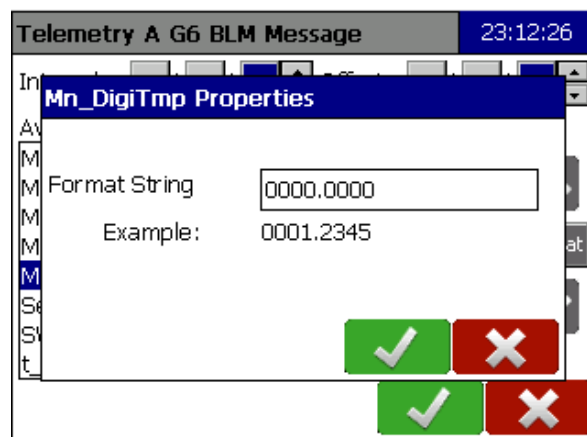 Telemetry A G6 BLM Message
23:12:26
Mn_DigiTmp Properties
Format String
0000.0000
Example:
0001.2345